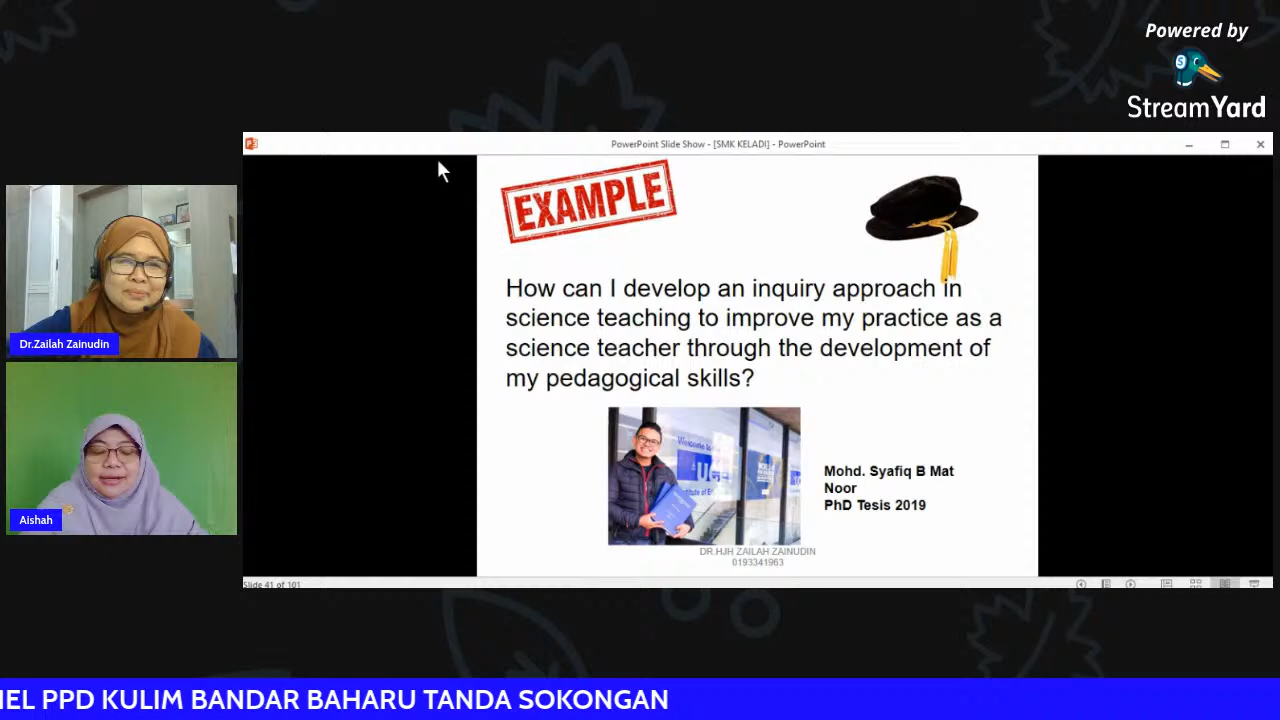 Powered by
StreamYard
PowerPoint Slide Show - [SMK KELADI] - PowerPoint
EXAMPLE
How can I develop an inquiry approach in
science teaching to improve my practice as a
science teacher through the development of
my pedagogical skills?
Welcome to
UCL
Mohd. Syafiq B Mat
Noor
PhD Tesis 2019
DR.HJH ZAILAH ZAINUDIN
0193341963
Slide 41 of 101
Dr.Zailah Zainudin
Aishah
PPD KULIM BANDAR BAHARU TANDA SOKONGAN